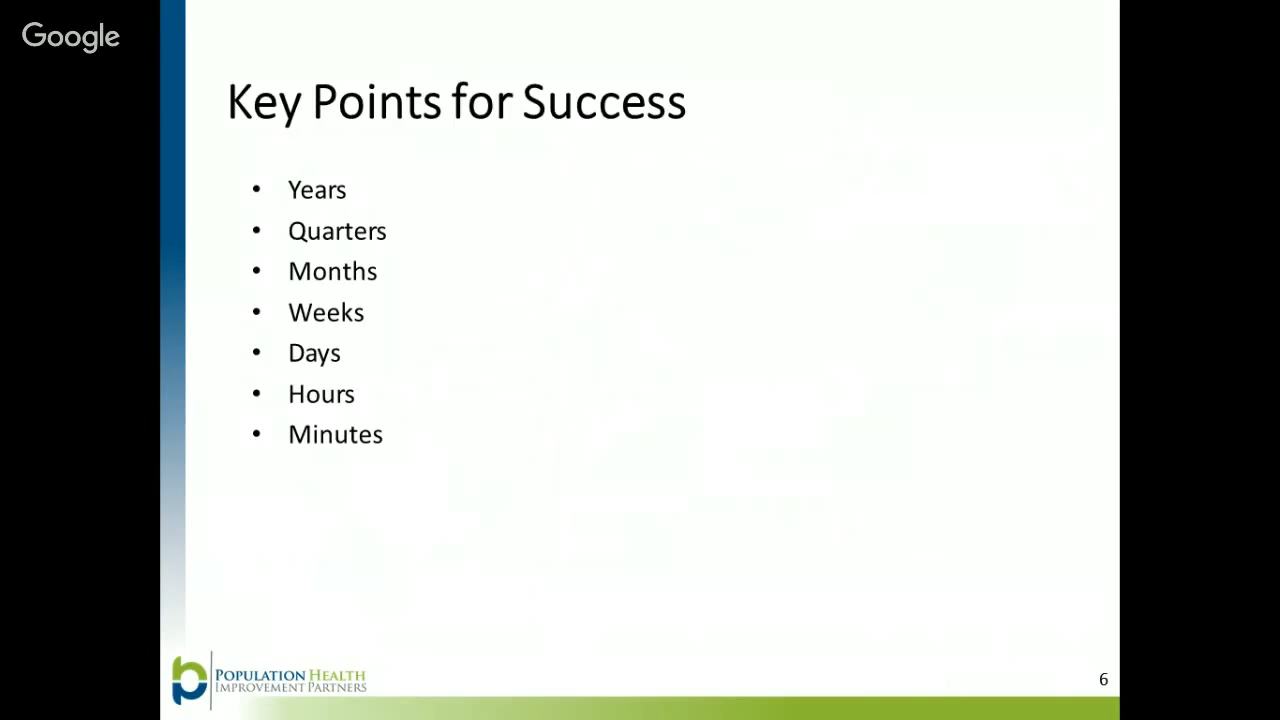 Google
Key Points for Success
• Years
• Quarters
• Months
• Weeks
• Days
• Hours
• Minutes
POPULATION HEALTH
IMPROVEMENT PARTNERS
6